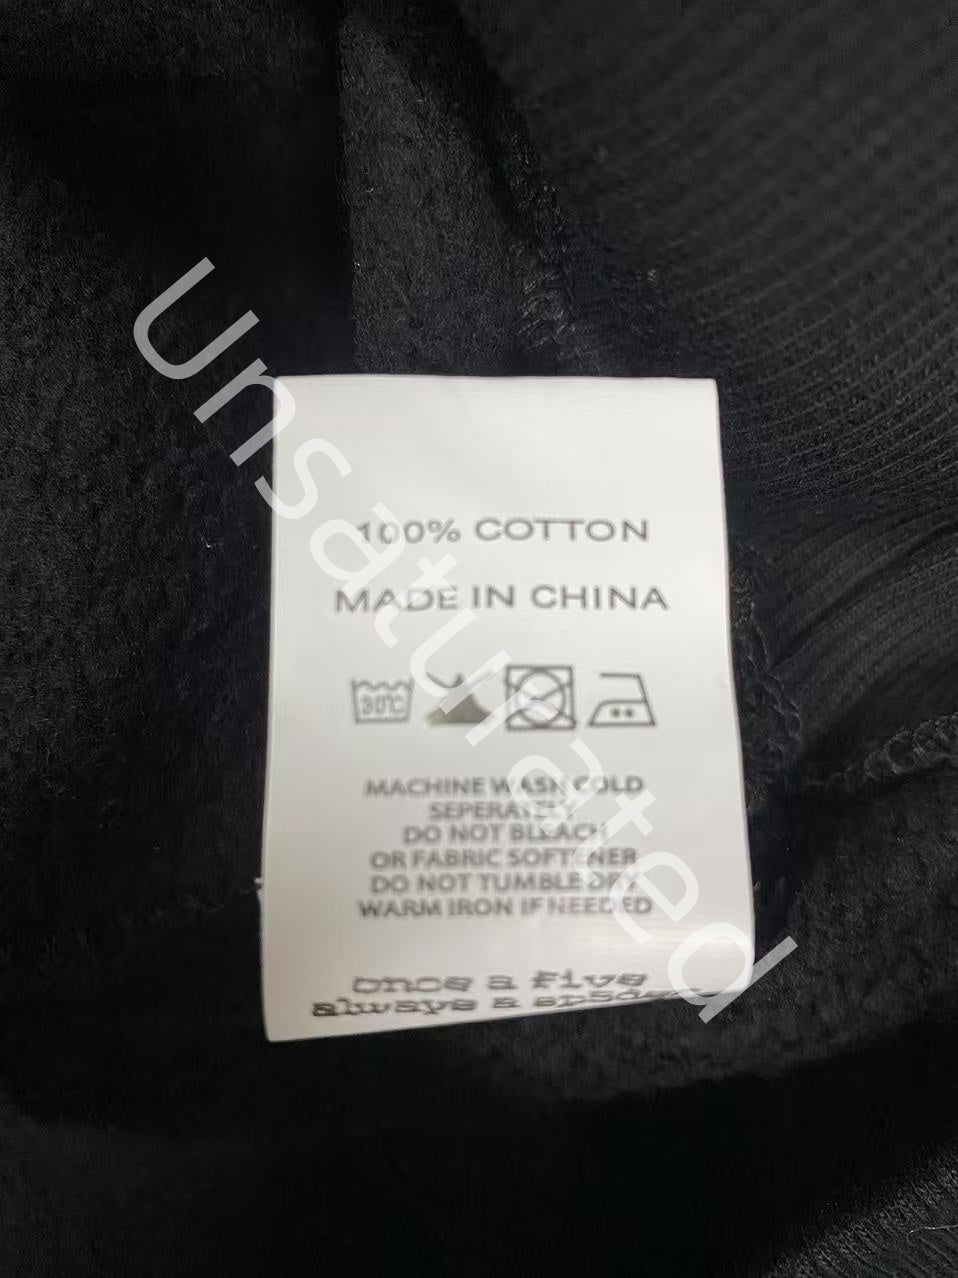 100% COTTON
MADE IN CHINA
30℃
MACHINE WASH COLD
SEPERATELY
DO NOT BLEACH
OR FABRIC SOFTENER
DO NOT TUMBLE DRY
WARM IRON IF NEEDED
once a five
always a
Unsaturated